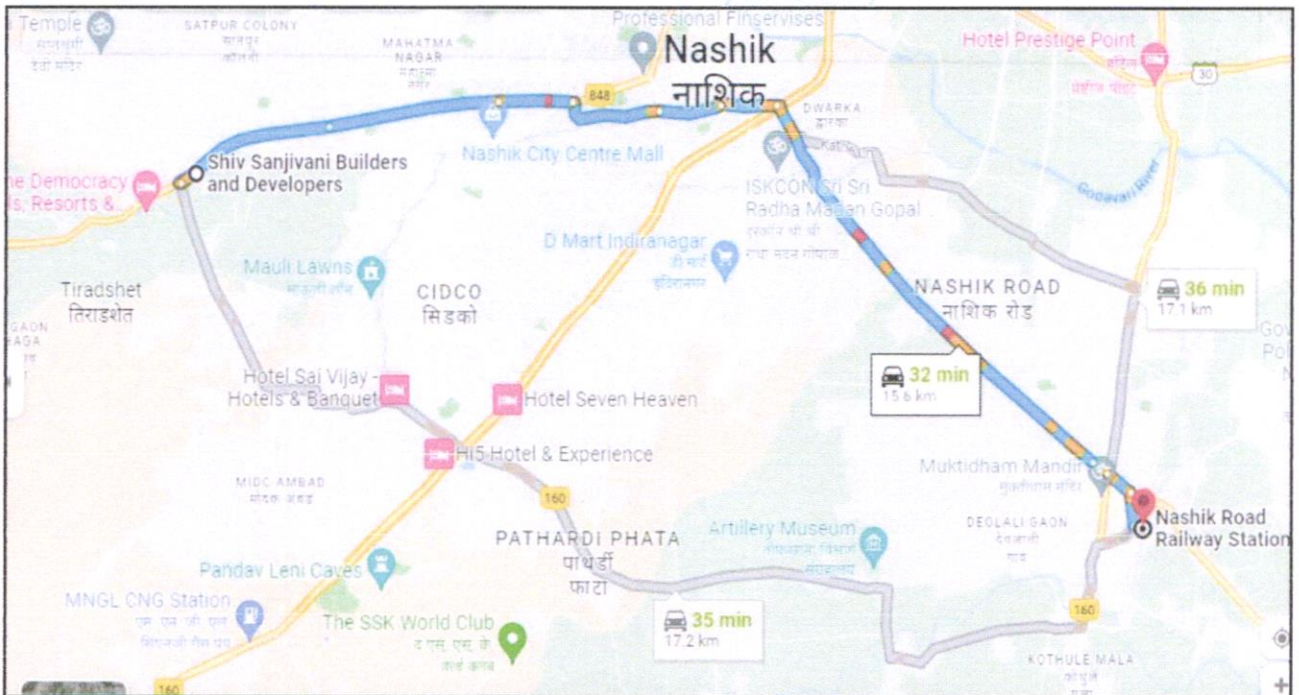 Temple
SATPUR COLONY
MAHATMA
NAGAR
Professional Finservises
Nashik
नाशिक
Hotel Prestige Point
30
848
DWARKA
द्वारका
Nashik City Centre Mall
Shiv Sanjivani Builders
and Developers
ne Democracy
ls, Resorts &...
ISKCON Sri Sri
Radha Madan Gopal
Godavari River
D Mart Indiranagar
डी मार्ट
इंदिरानगर
Mauli Lawns
Tiradshet
तिराडशेत
CIDCO
सिडको
NASHIK ROAD
नाशिक रोड
36 min
17.1 km
32 min
15.6 km
Hotel Sai Vijay -
Hotels & Banquet
Hotel Seven Heaven
HI5 Hotel & Experience
Muktidham Mandir
मुक्तीधाम मंदिर
MIDC AMBAD
160
PATHARDI PHATA
पाथर्डी
फाटा
Artillery Museum
DEOLALI GAON
देवळाली
गाव
Nashik Road
Railway Station
Pandav Leni Caves
MNGL CNG Station
The SSK World Club
35 min
17.2 km
160
KOTHULE MALA
160